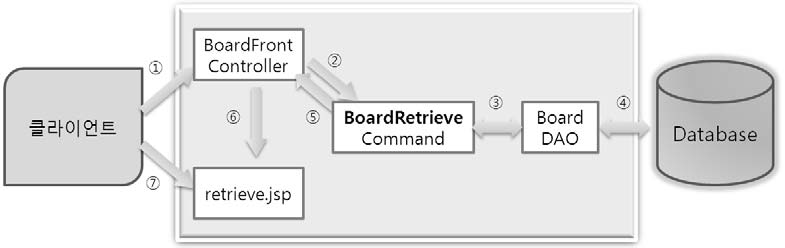 클라이언트
①
BoardFront
Controller
②
⑥
⑤
BoardRetrieve
Command
③
Board
DAO
④
Database
⑦
retrieve.jsp